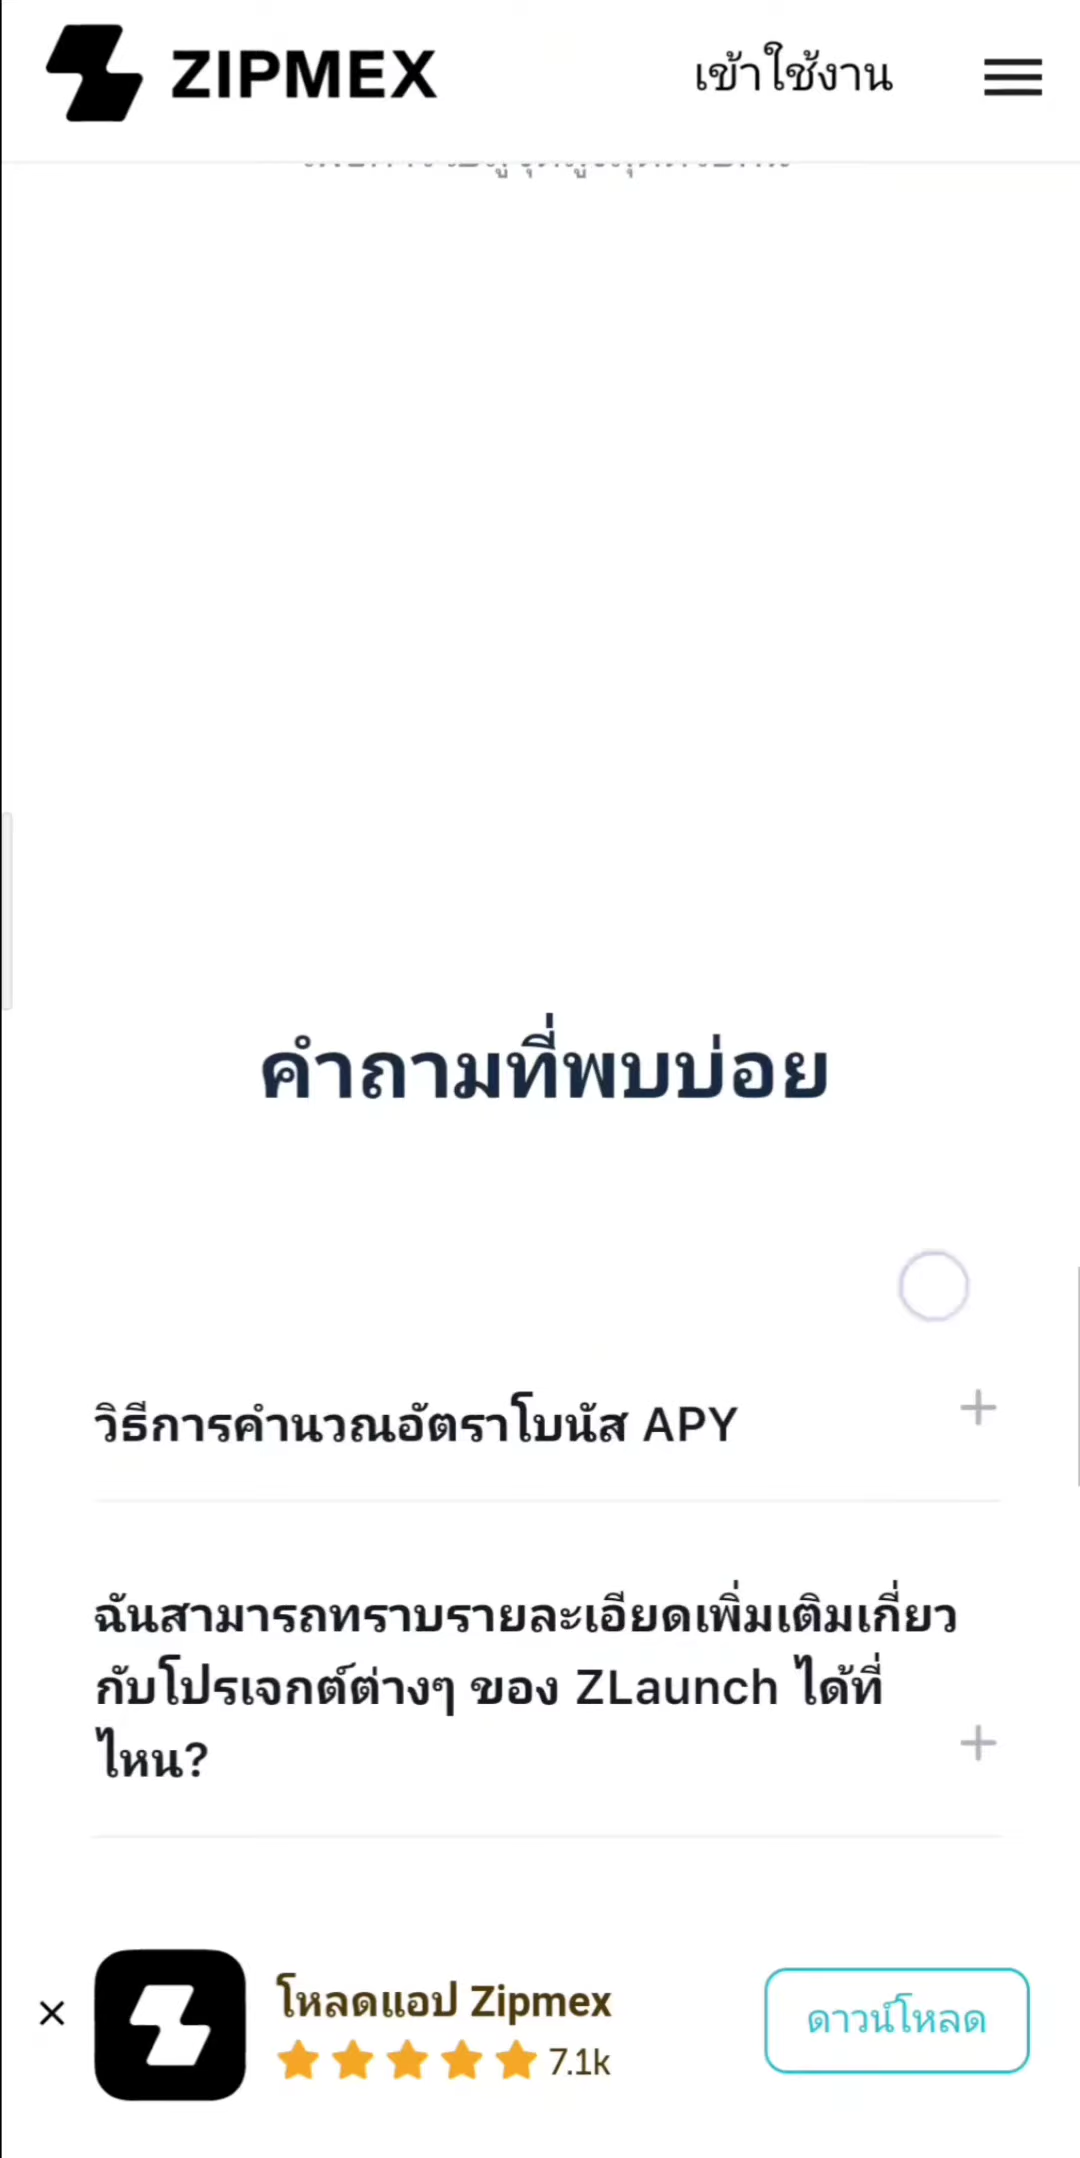 ZIPMEX
เข้าใช้งาน
คำถามที่พบบ่อย
วิธีการคำนวณอัตราโบนัส APY
ฉันสามารถทราบรายละเอียดเพิ่มเติมเกี่ยว
กับโปรเจกต์ต่างๆ ของ ZLaunch ได้ที่
ไหน?
โหลดแอป Zipmex
7.1k
ดาวน์โหลด